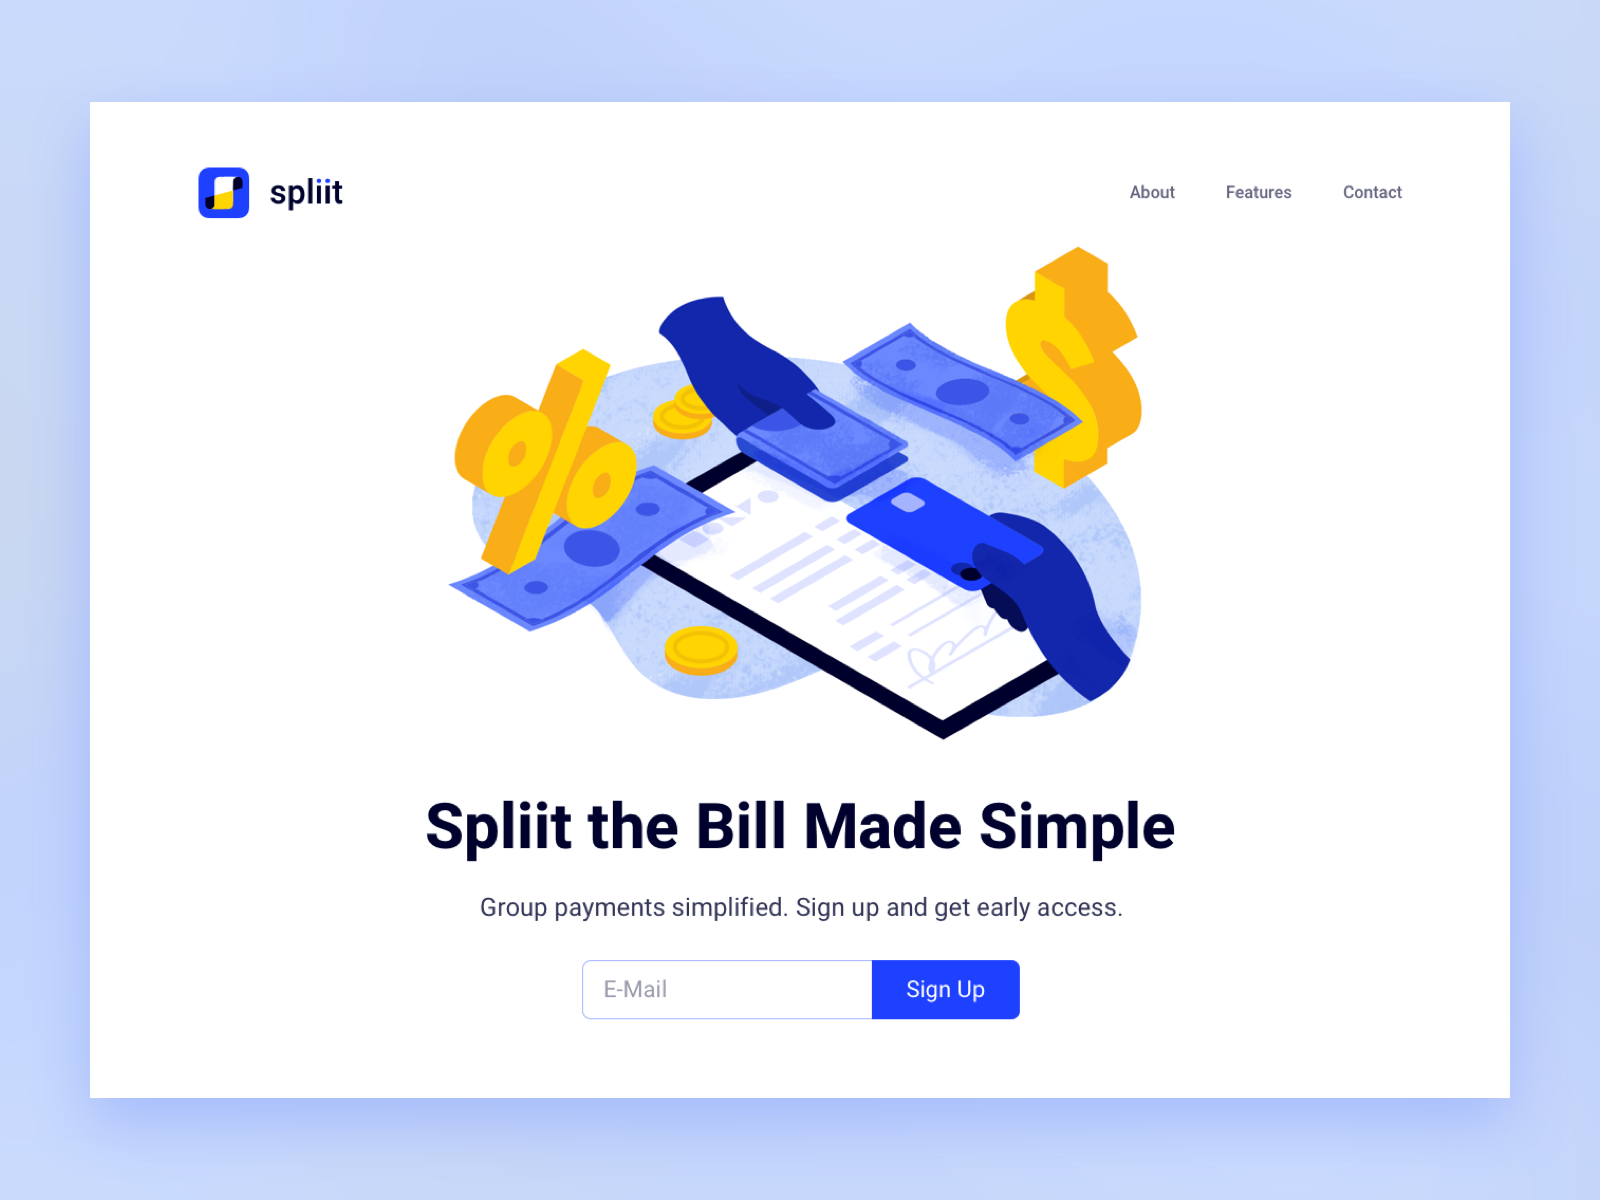 spliit
About Features Contact
Spliit the Bill Made Simple
Group payments simplified. Sign up and get early access.
E-Mail Sign Up